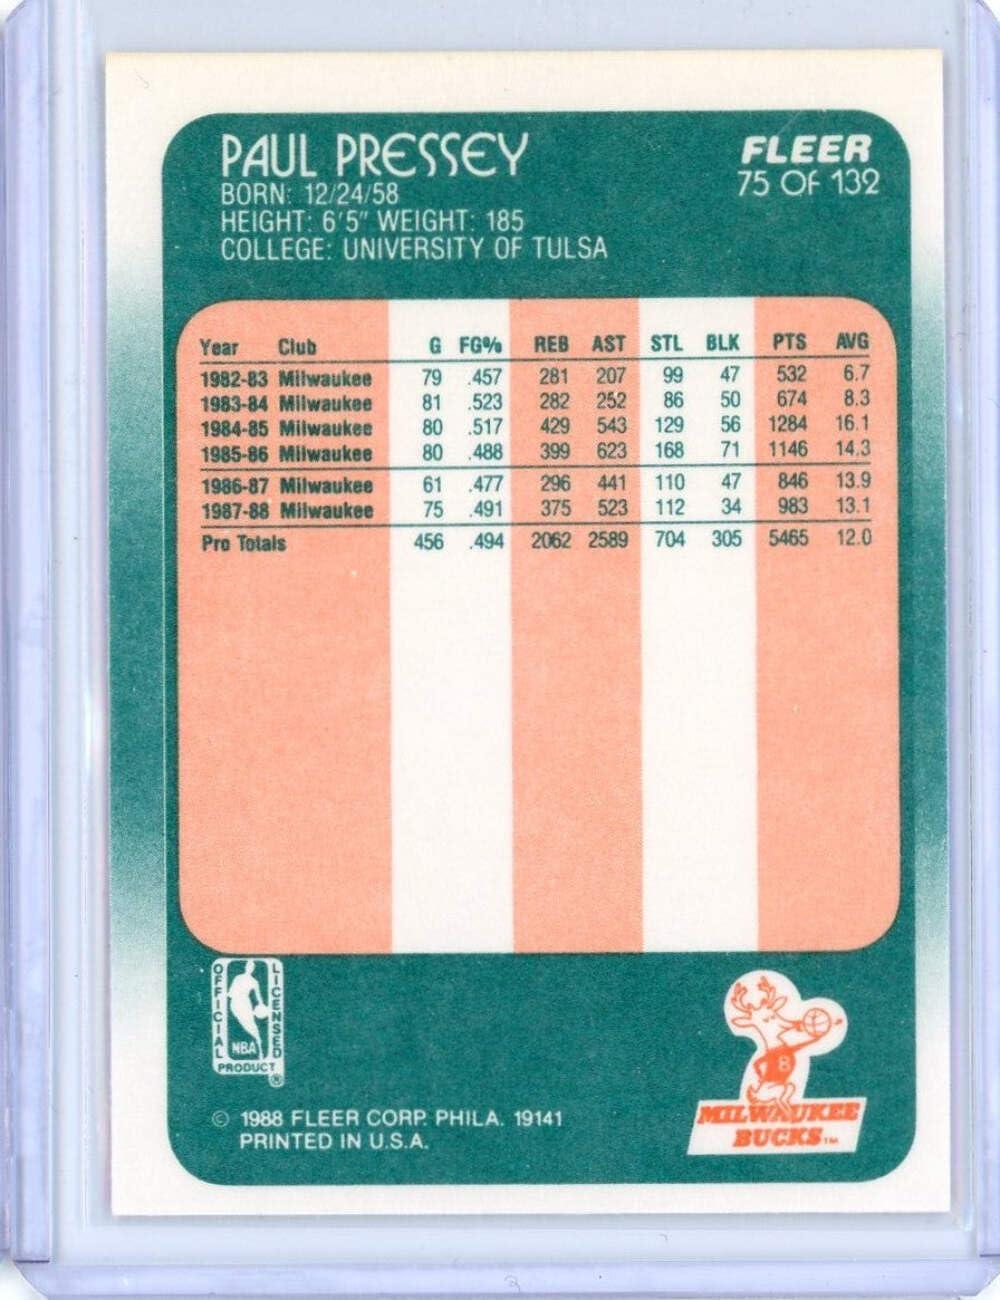 PAUL PRESSEY
BORN: 12/24/58
HEIGHT: 6'5" WEIGHT: 185
COLLEGE: UNIVERSITY OF TULSA
FLEER
75 OF 132
Year Club G FG% REB AST STL BLK PTS AVG
1982-83 Milwaukee 79 .457 281 207 99 47 532 6.7
1983-84 Milwaukee 81 .523 282 252 86 50 674 8.3
1984-85 Milwaukee 80 .517 429 543 129 56 1284 16.1
1985-86 Milwaukee 80 .488 399 623 168 71 1146 14.3
1986-87 Milwaukee 61 .477 296 441 110 47 846 13.9
1987-88 Milwaukee 75 .491 375 523 112 34 983 13.1
Pro Totals 456 .494 2062 2589 704 305 5465 12.0
OFFICIAL
LICENSED
NBA
PRODUCT
®
8
MILWAUKEE
BUCKS™
© 1988 FLEER CORP. PHILA. 19141
PRINTED IN U.S.A.